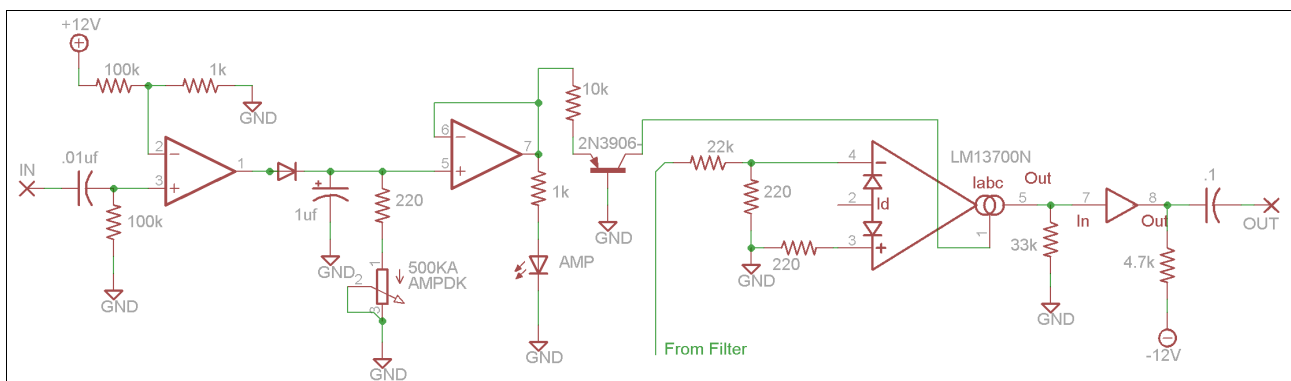 +12V
100k
1k
GND
IN
.01uf
2
3
1
100k
GND
1uf
GND
220
1
2
3
500KA
AMPDK
GND
6
5
7
10k
2N3906-
1k
AMP
GND
GND
From Filter
22k
220
220
GND
4
2
3
Id
LM13700N
Iabc
Out
5
1
33k
GND
7
In
8
Out
4.7k
-12V
.1
OUT